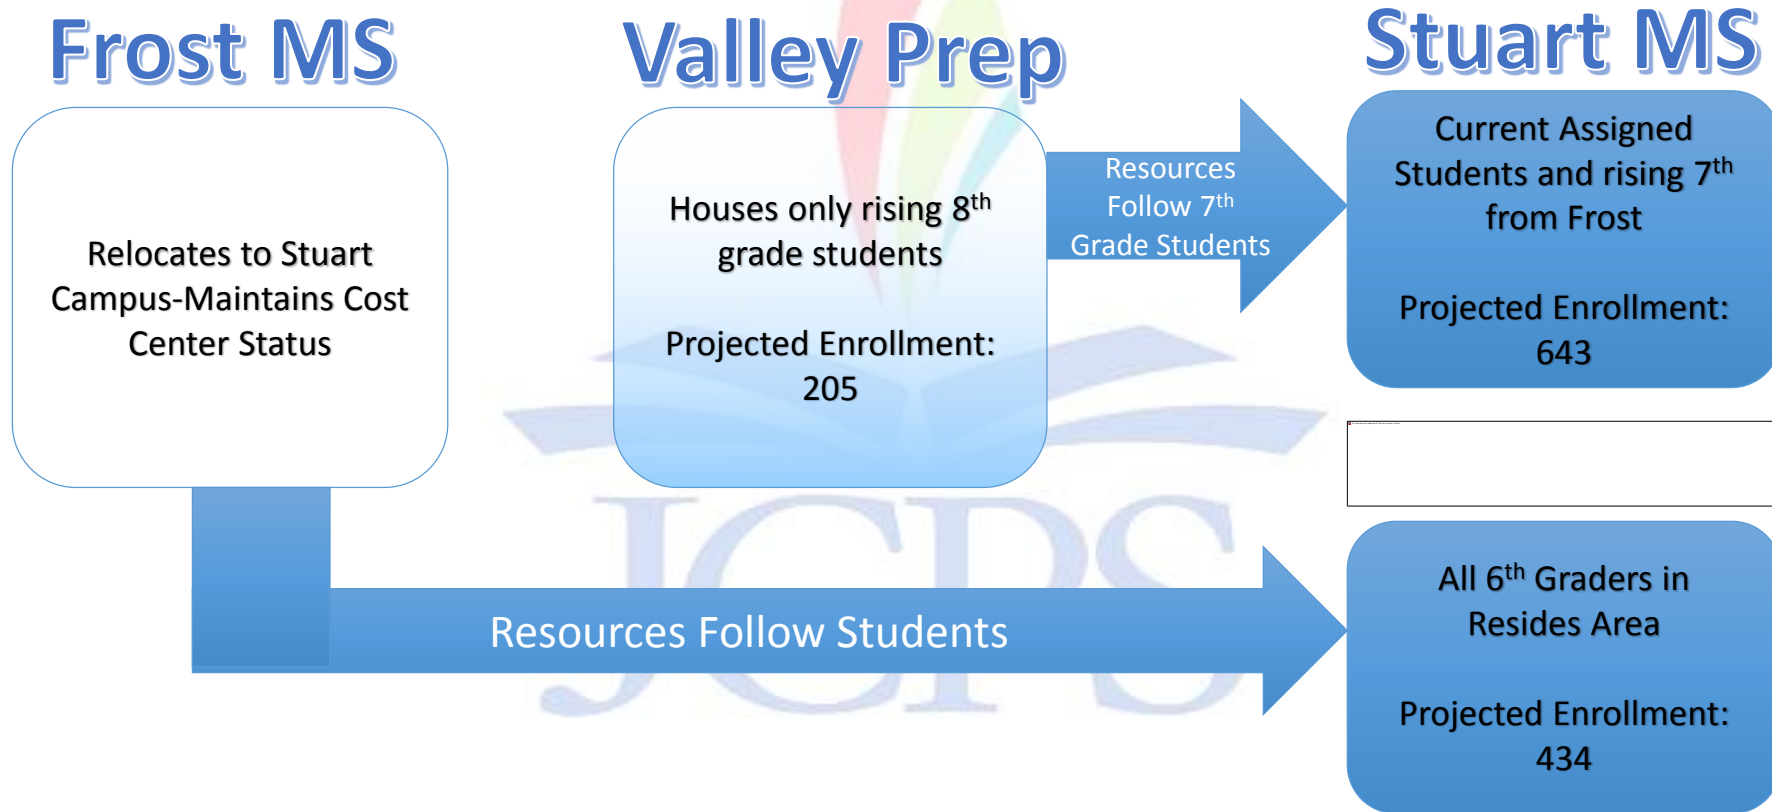 Frost MS
Valley Prep
Stuart MS
Relocates to Stuart
Campus-Maintains Cost
Center Status
Houses only rising 8th
grade students
Projected Enrollment:
205
Resources
Follow 7th
Grade Students
Current Assigned
Students and rising 7th
from Frost
Projected Enrollment:
643
Resources Follow Students
All 6th Graders in
Resides Area
Projected Enrollment:
434
JCPS